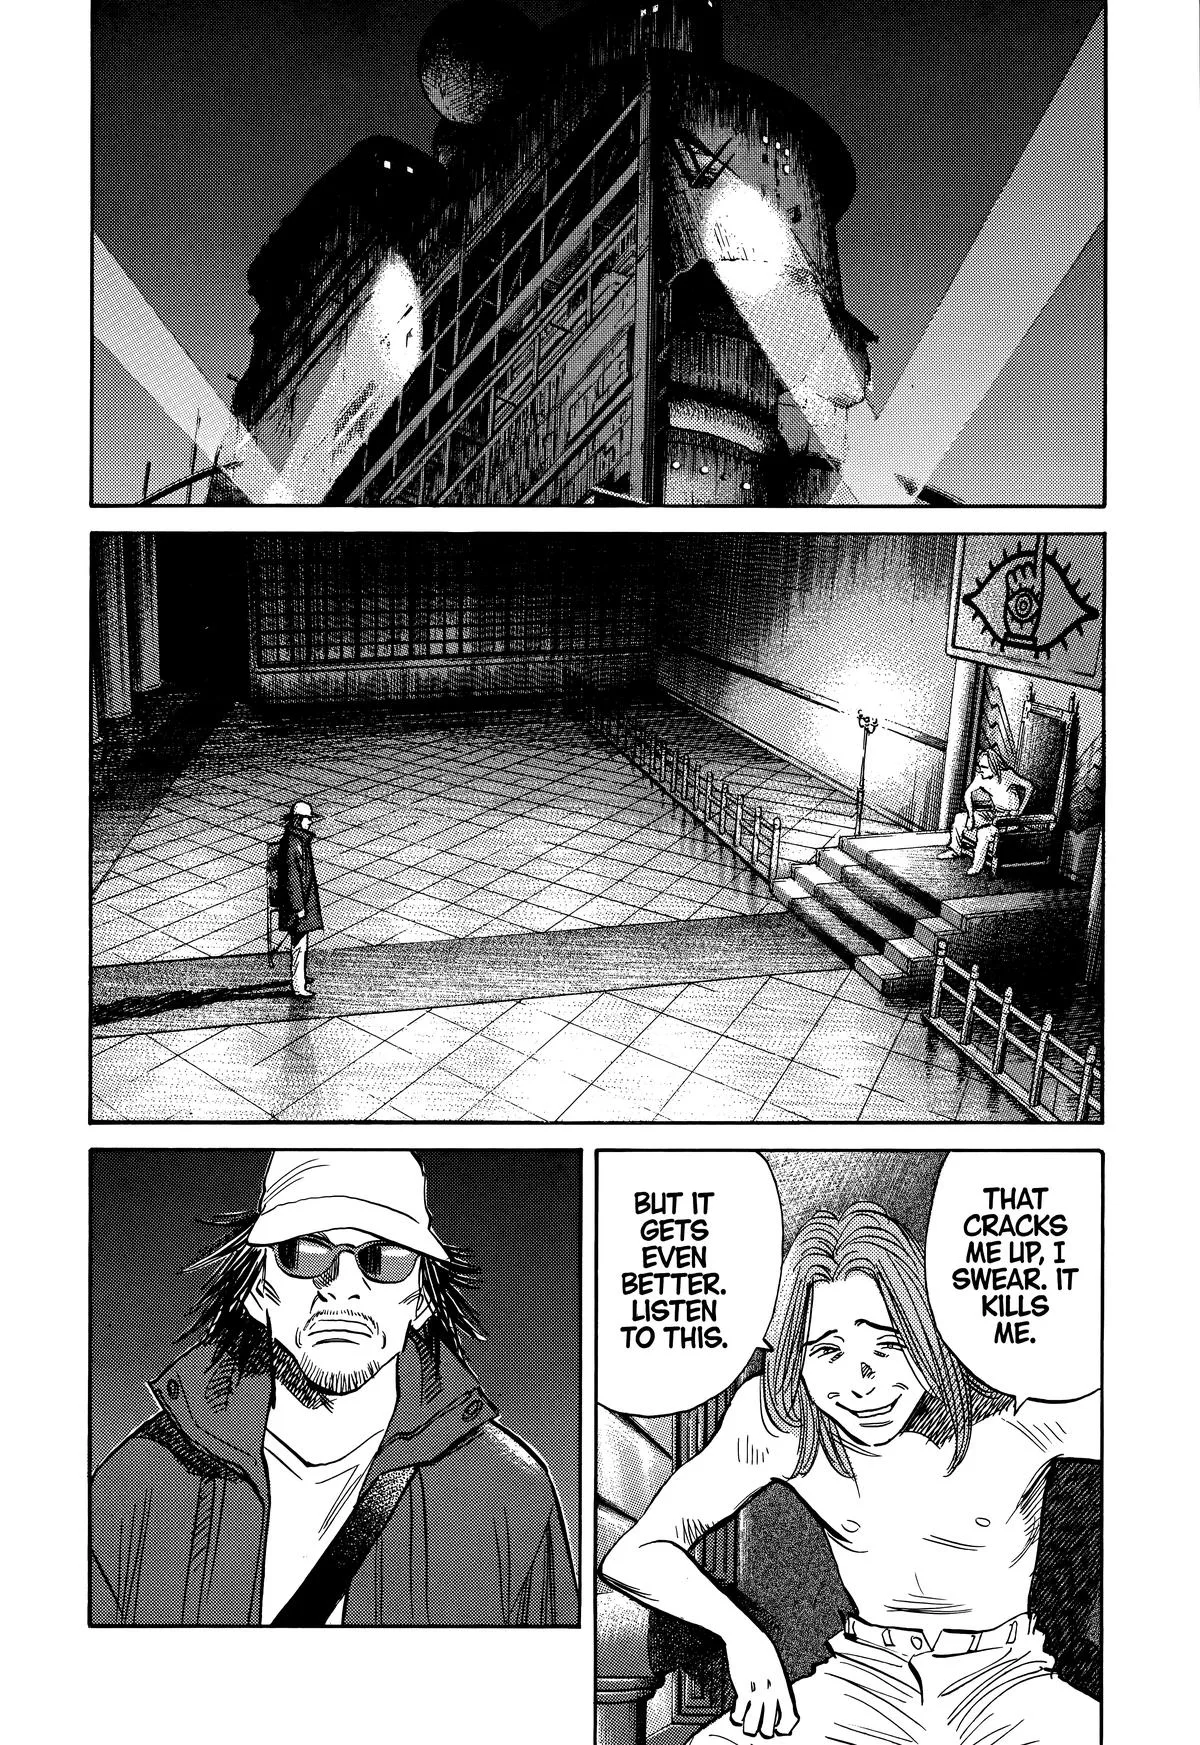 THAT
CRACKS
ME UP, I
SWEAR. IT
KILLS
ME.
BUT IT
GETS
EVEN
BETTER.
LISTEN
TO THIS.